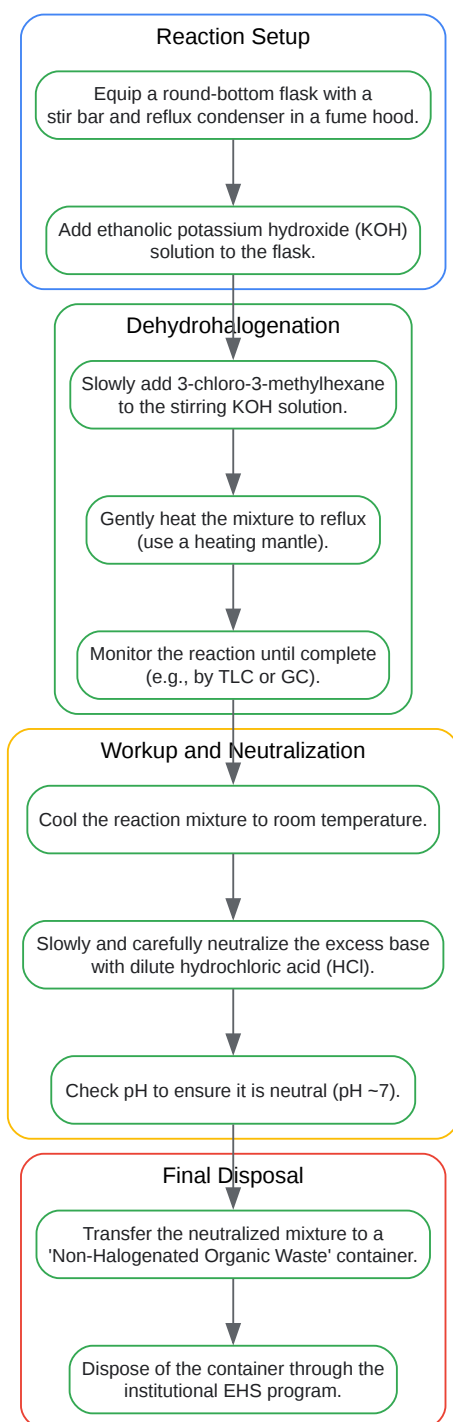 Reaction Setup
Equip a round-bottom flask with a
stir bar and reflux condenser in a fume hood.
Add ethanolic potassium hydroxide (KOH)
solution to the flask.
Dehydrohalogenation
Slowly add 3-chloro-3-methylhexane
to the stirring KOH solution.
Gently heat the mixture to reflux
(use a heating mantle).
Monitor the reaction until complete
(e.g., by TLC or GC).
Workup and Neutralization
Cool the reaction mixture to room temperature.
Slowly and carefully neutralize the excess base
with dilute hydrochloric acid (HCl).
Check pH to ensure it is neutral (pH ~7).
Final Disposal
Transfer the neutralized mixture to a
'Non-Halogenated Organic Waste' container.
Dispose of the container through the
institutional EHS program.